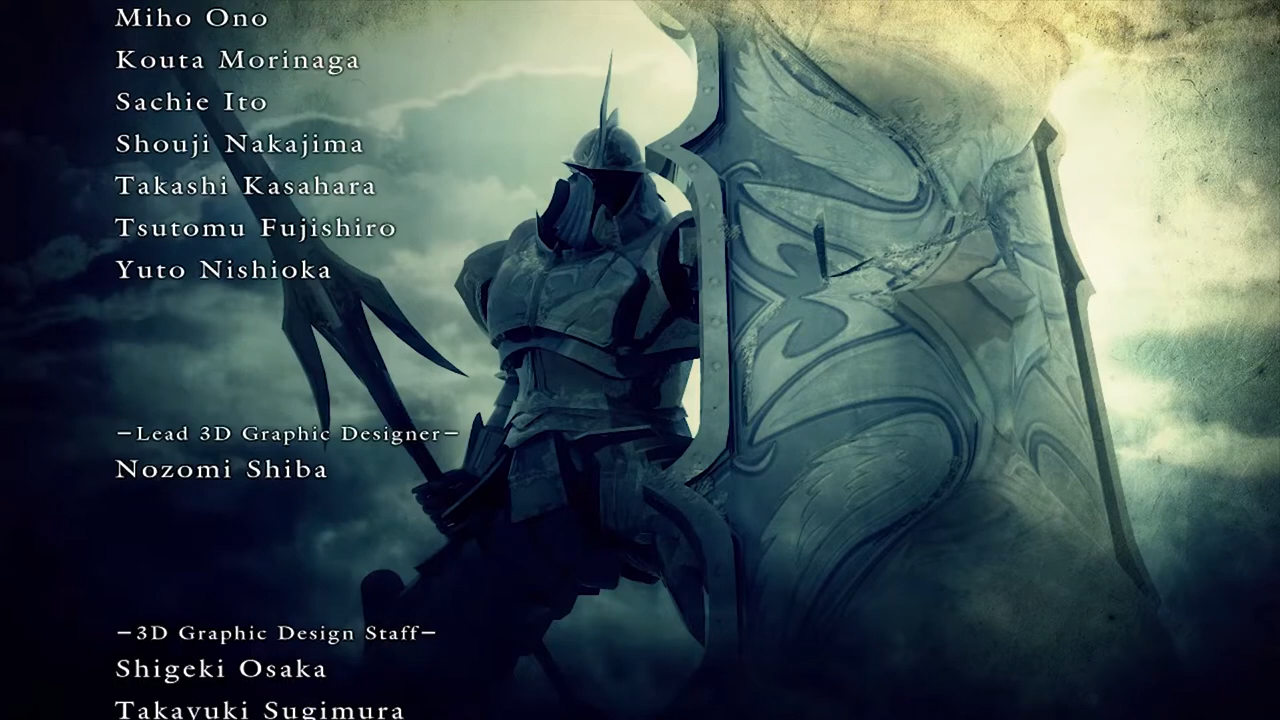 Miho Ono
Kouta Morinaga
Sachie Ito
Shouji Nakajima
Takashi Kasahara
Tsutomu Fujishiro
Yuto Nishioka
—Lead 3D Graphic Designer—
Nozomi Shiba
—3D Graphic Design Staff—
Shigeki Osaka
Takayuki Sugimura